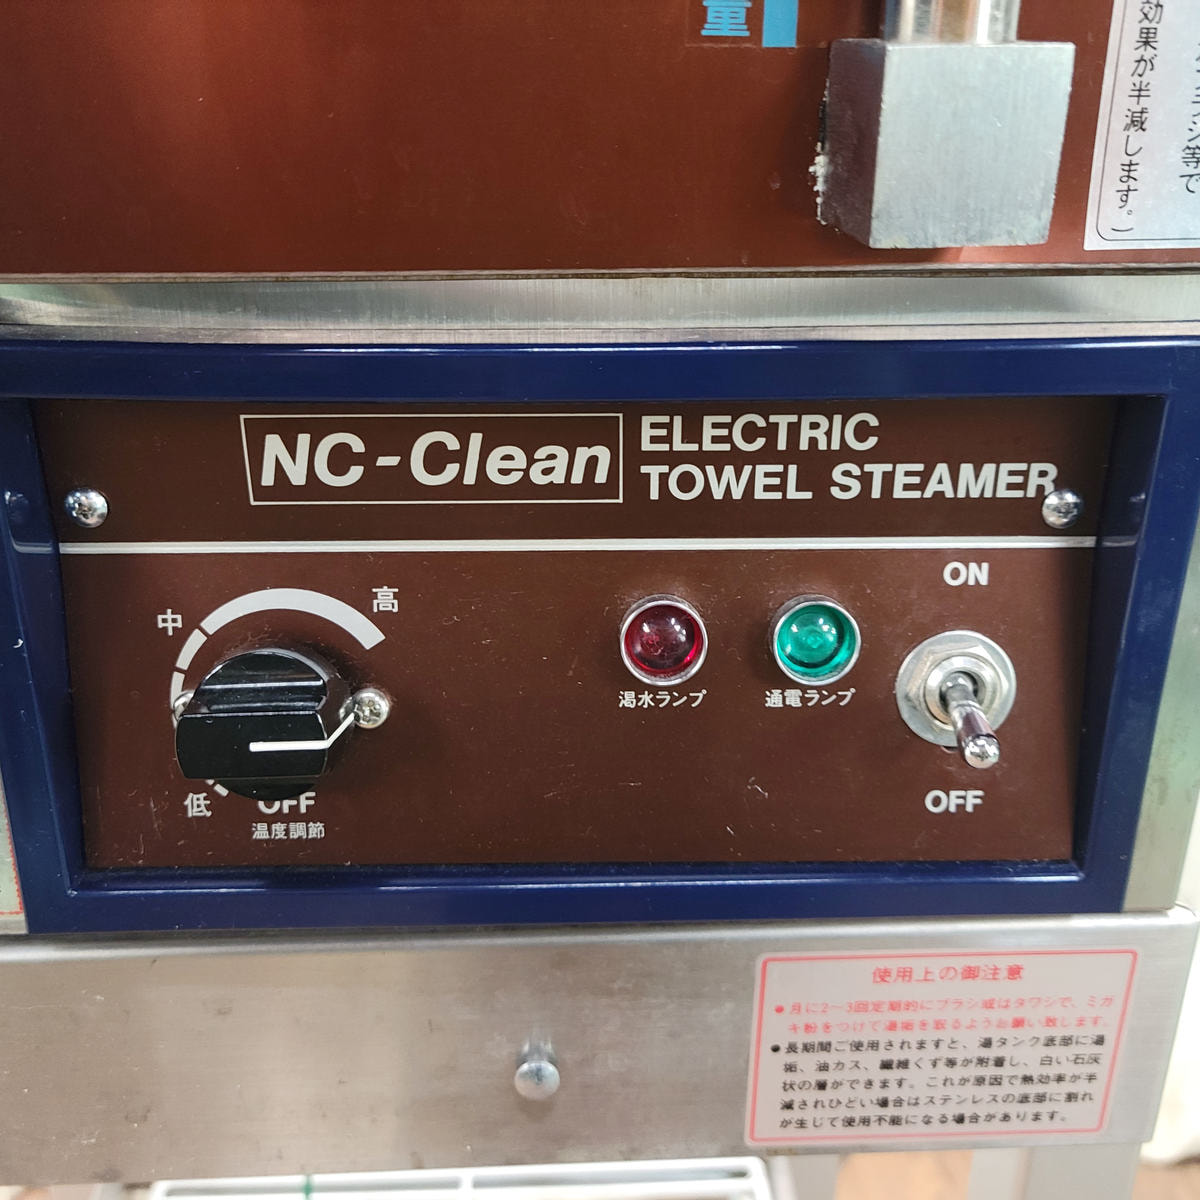 重
効果が半減します。）
等で
NC-Clean
ELECTRIC
TOWEL STEAMER
高
中
低
OFF
温度調節
渇水ランプ
通電ランプ
ON
OFF
使用上の御注意
●月に2〜3回定期的にブラシ或はタワシで、ミガ
キ粉をつけて湯垢を取るようお願い致します。
●長期間ご使用されますと、湯タンク底部に湯
垢、油カス、繊維くず等が附着し、白い石灰
状の層ができます。これが原因で熱効率が半
減されひどい場合はステンレスの底部に割れ
が生じて使用不能になる場合があります。